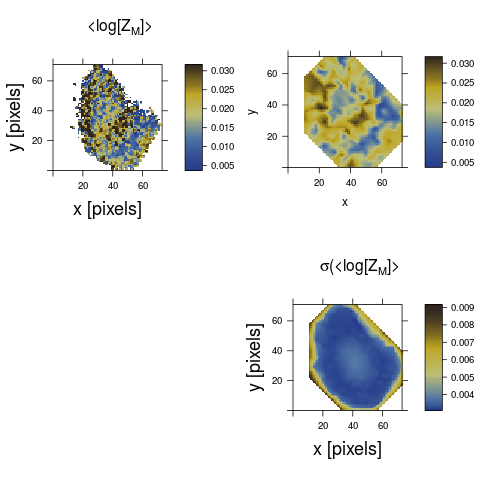 <log[Z_M]>
60
40
20
20 40 60
x [pixels]
y [pixels]
0.030
0.025
0.020
0.015
0.010
0.005
60
40
20
20 40 60
x
y
0.030
0.025
0.020
0.015
0.010
0.005
σ(<log[Z_M]>
60
40
20
20 40 60
x [pixels]
y [pixels]
0.009
0.008
0.007
0.006
0.005
0.004